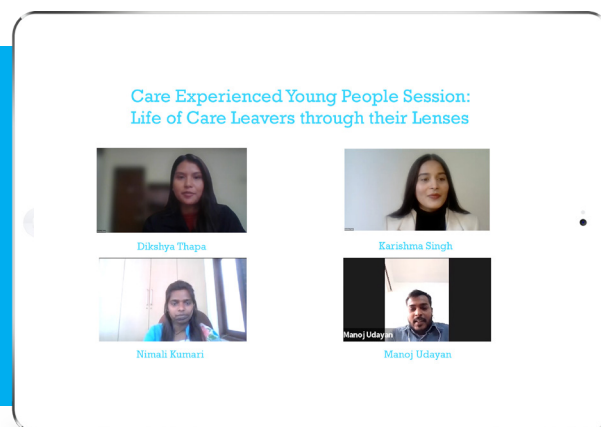 Care Experienced Young People Session:
Life of Care Leavers through their Lenses
Dikshya Thapa
Karishma Singh
Manoj Udayan
Nimali Kumari
Manoj Udayan